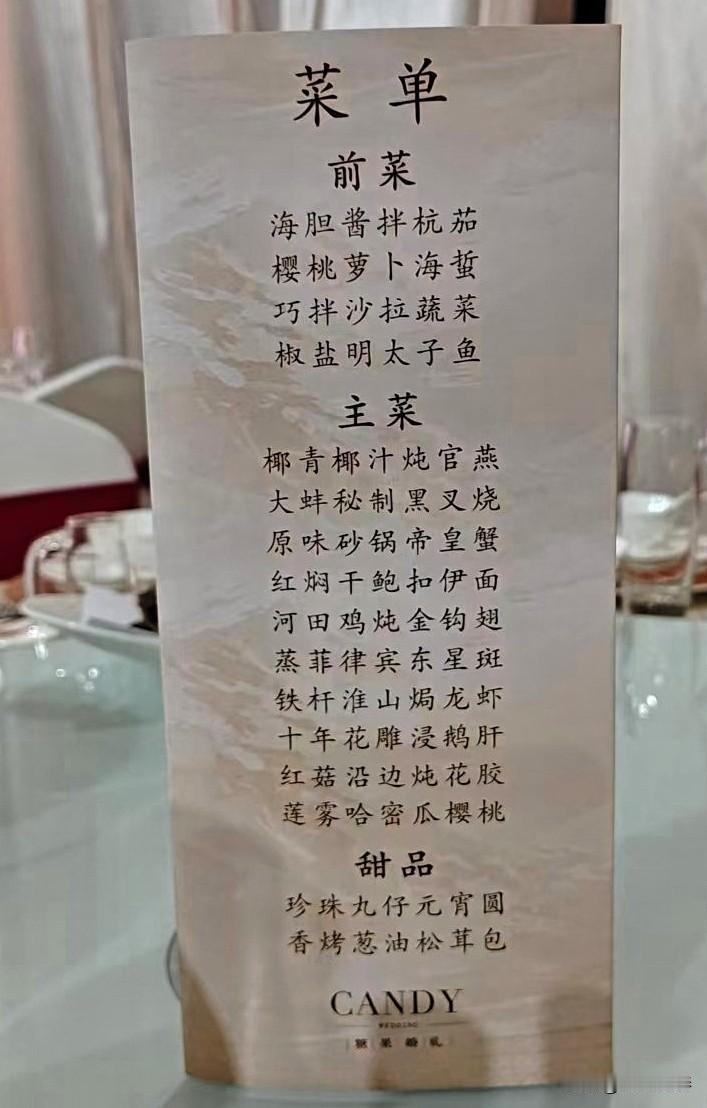 菜单
前菜
海胆酱拌杭茄
樱桃萝卜海蜇
巧拌沙拉蔬菜
椒盐明太子鱼
主菜
椰青椰汁炖官燕
大蚌秘制黑叉烧
原味砂锅帝皇蟹
红焖干鲍扣伊面
河田鸡炖金钩翅
蒸菲律宾东星斑
铁杆淮山焗龙虾
十年花雕浸鹅肝
红菇沿边炖花胶
莲雾哈密瓜樱桃
甜品
珍珠丸仔元宵圆
香烤葱油松茸包
CANDY
WEDDING
糖果婚礼